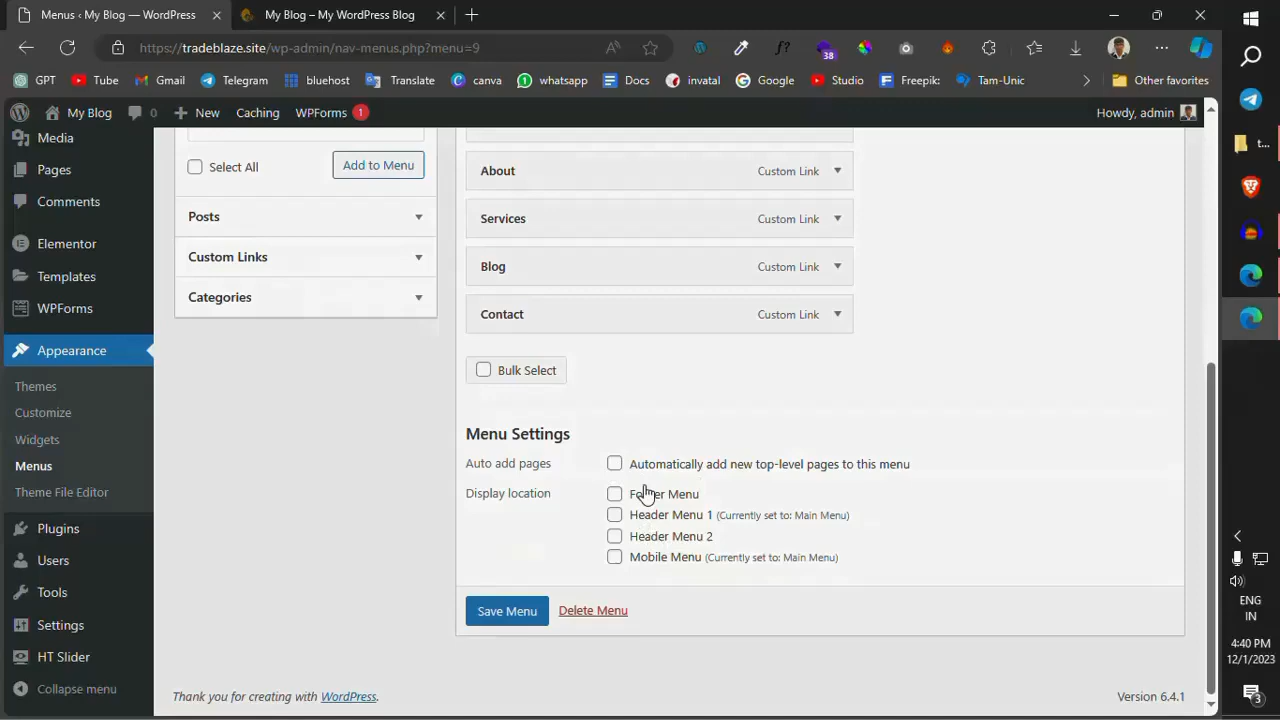 Menus ‹ My Blog — WordPress
My Blog – My WordPress Blog
https://tradeblaze.site/wp-admin/nav-menus.php?menu=9
38
GPT
Tube
Gmail
Telegram
bluehost
Translate
canva
whatsapp
Docs
invatal
Google
Studio
Freepik:
Tam-Unic
Other favorites
My Blog
0
New
Caching
WPForms 1
Howdy, admin
Media
Pages
Comments
Elementor
Templates
WPForms
Appearance
Themes
Customize
Widgets
Menus
Theme File Editor
Plugins
Users
Tools
Settings
HT Slider
Collapse menu
Select All
Add to Menu
Posts
Custom Links
Categories
About Custom Link
Services Custom Link
Blog Custom Link
Contact Custom Link
Bulk Select
Menu Settings
Auto add pages
Automatically add new top-level pages to this menu
Display location
Menu
Header Menu 1 (Currently set to: Main Menu)
Header Menu 2
Mobile Menu (Currently set to: Main Menu)
Save Menu
Delete Menu
Thank you for creating with WordPress.
Version 6.4.1
t...
ENG
IN
4:40 PM
12/1/2023
3